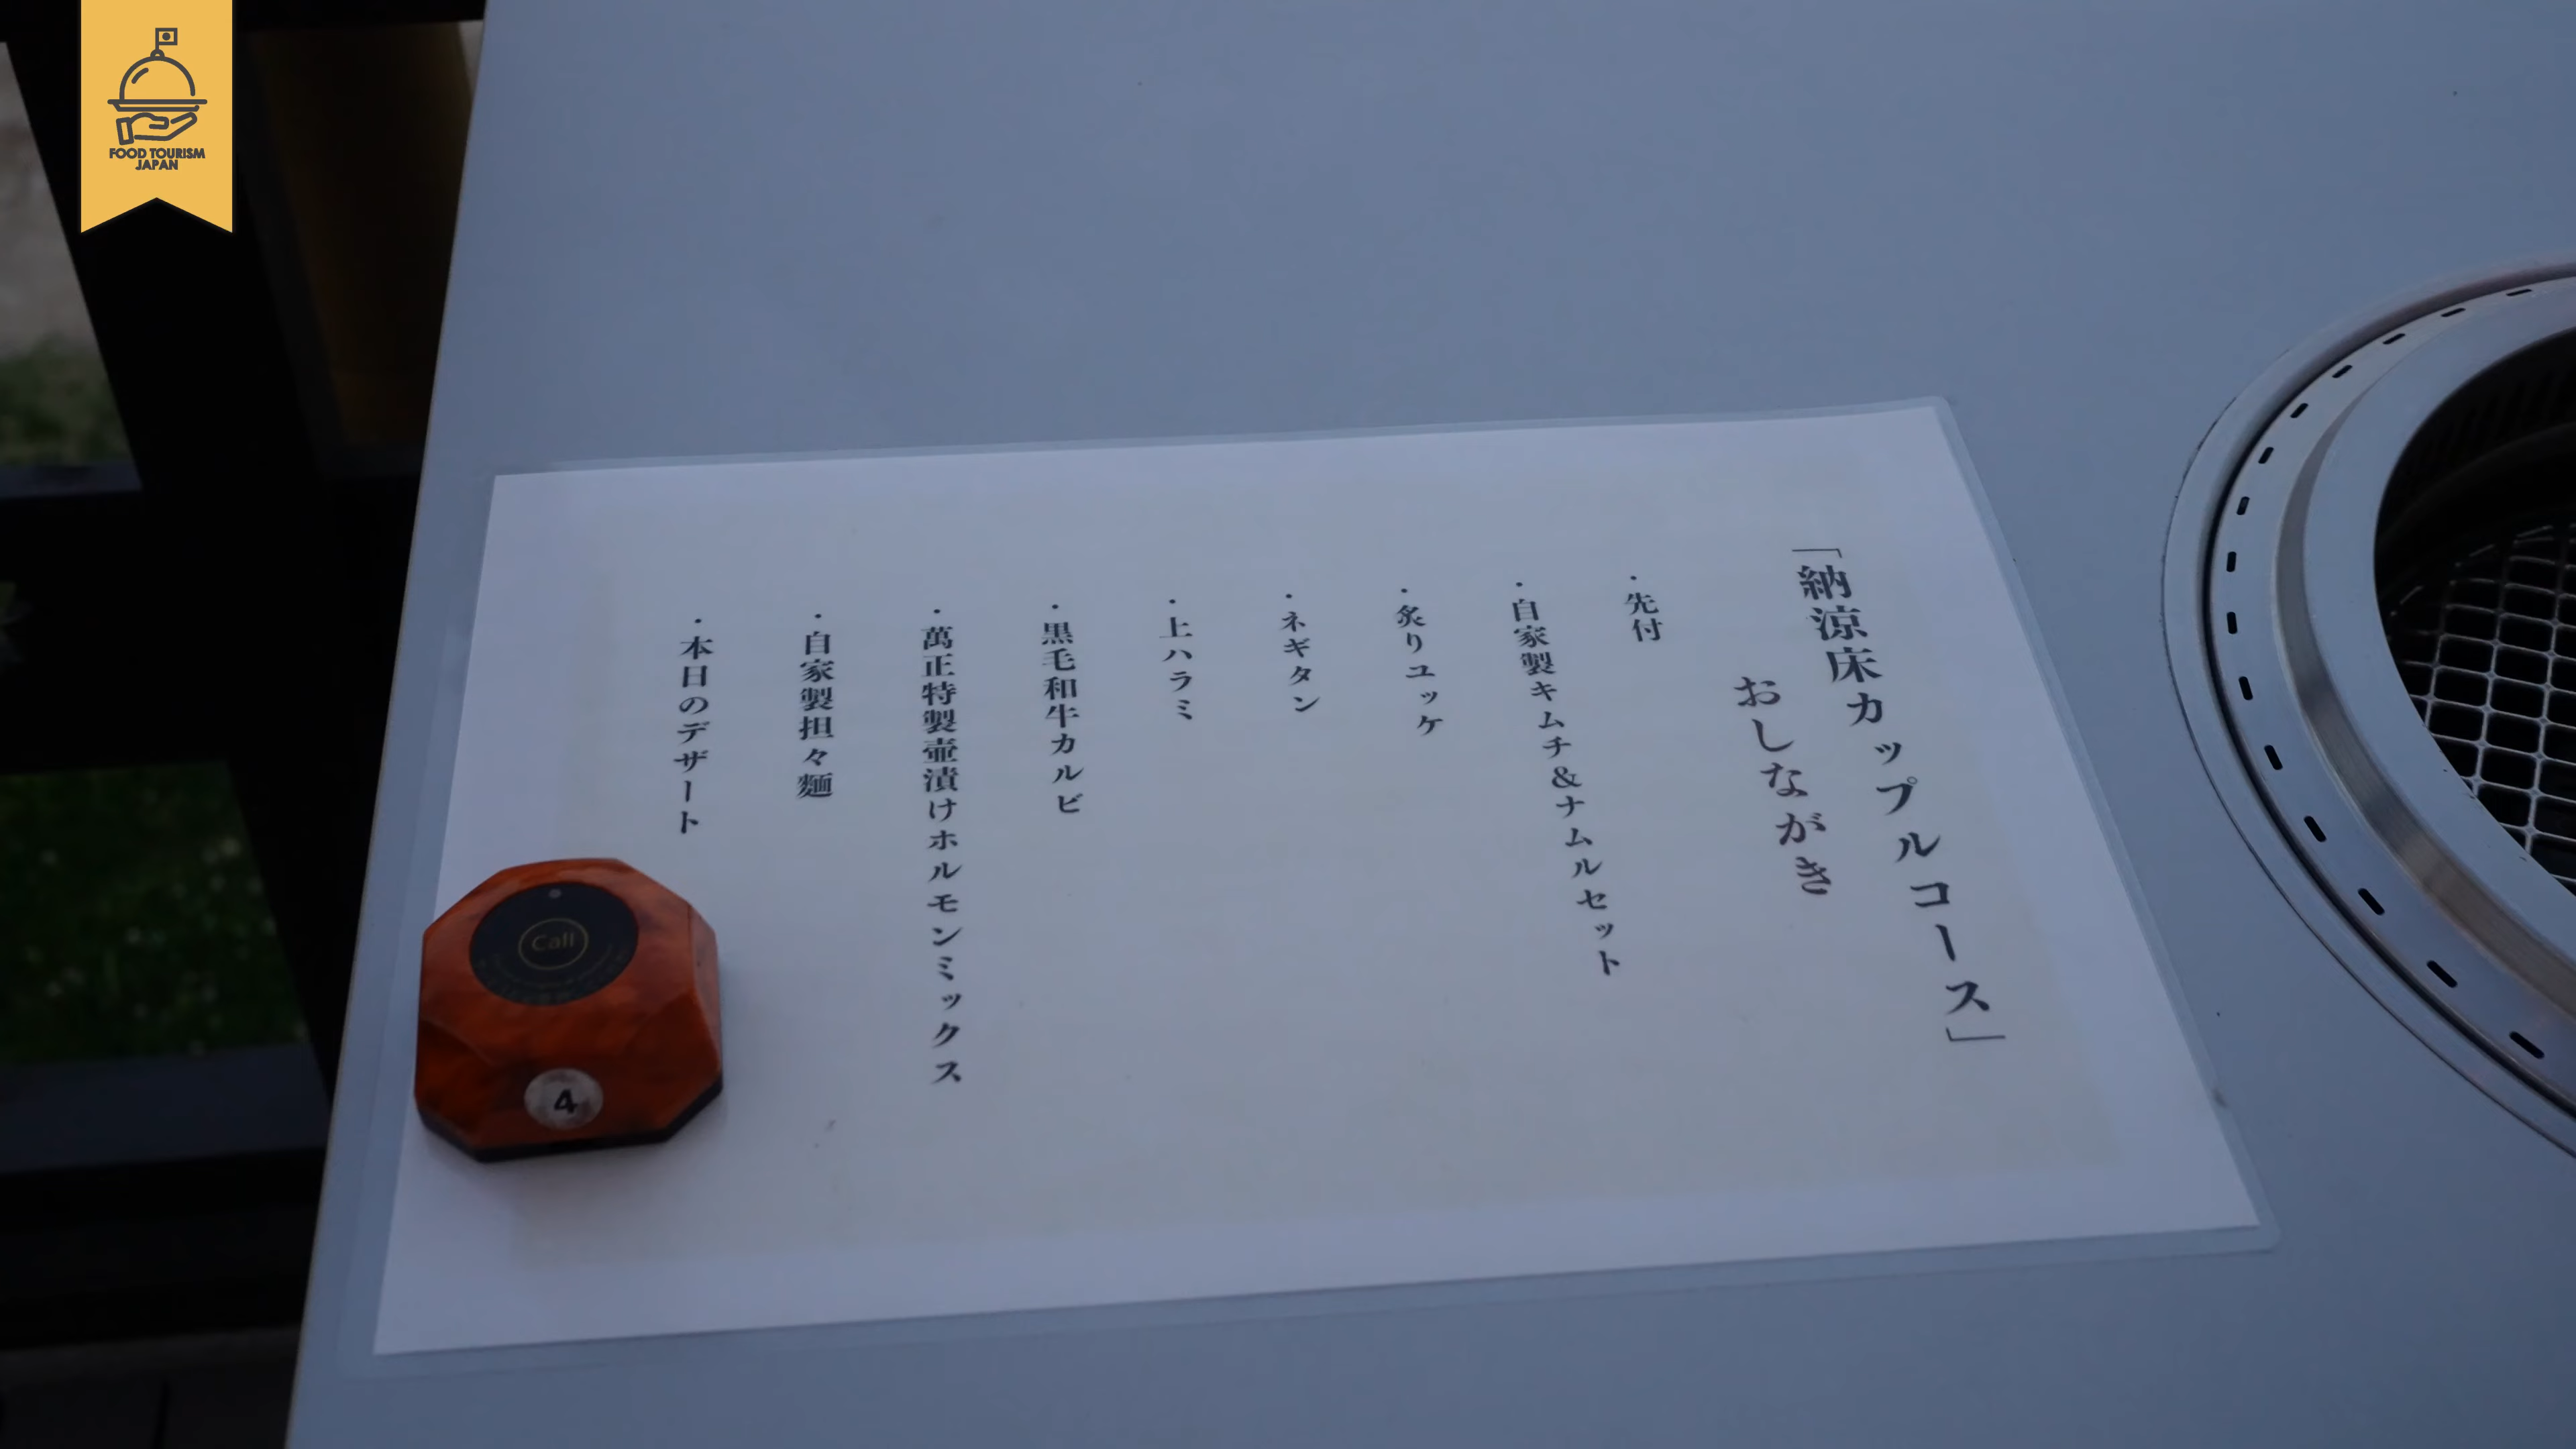 FOOD TOURISM
JAPAN
「納涼床カップルコース」
おしながき
・先付
・自家製キムチ&ナムルセット
・炙りユッケ
・ネギタン
・上ハラミ
・黒毛和牛カルビ
・萬正特製壷漬けホルモンミックス
・自家製担々麺
・本日のデザート
Call
4